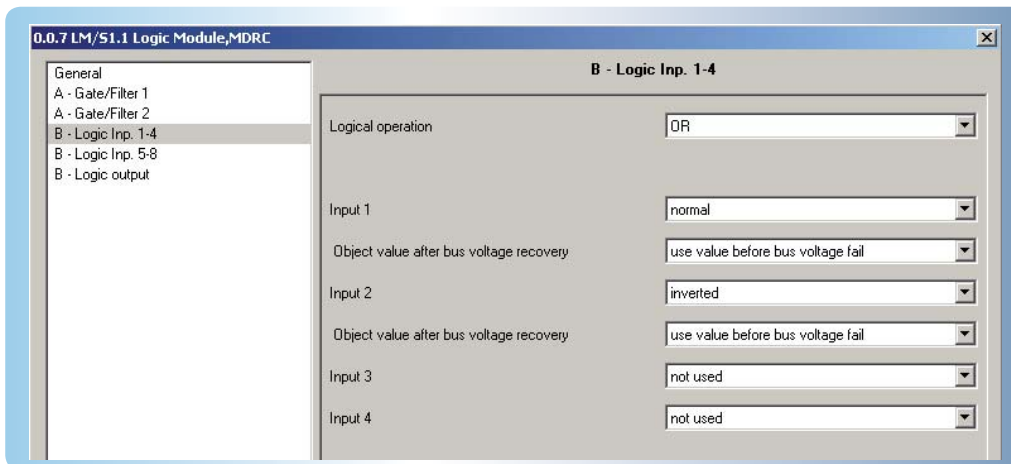 0.0.7 LM/S1.1 Logic Module,MDRC
General
A - Gate/Filter 1
A - Gate/Filter 2
B - Logic Inp. 1-4
B - Logic Inp. 5-8
B - Logic output
B - Logic Inp. 1-4
Logical operation OR
Input 1 normal
Object value after bus voltage recovery use value before bus voltage fail
Input 2 inverted
Object value after bus voltage recovery use value before bus voltage fail
Input 3 not used
Input 4 not used